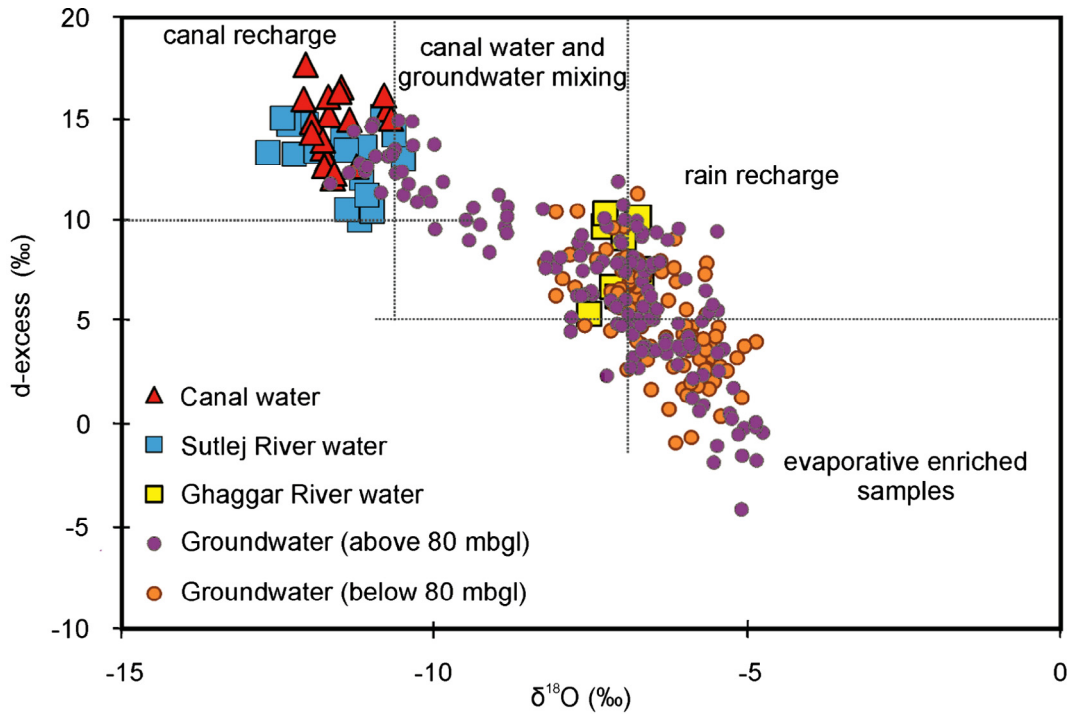 20
15
10
5
0
-5
-10
d-excess (‰)
canal recharge
canal water and
groundwater mixing
rain recharge
evaporative enriched
samples
Canal water
Sutlej River water
Ghaggar River water
Groundwater (above 80 mbgl)
Groundwater (below 80 mbgl)
-15
-10
-5
0
δ¹⁸O (‰)